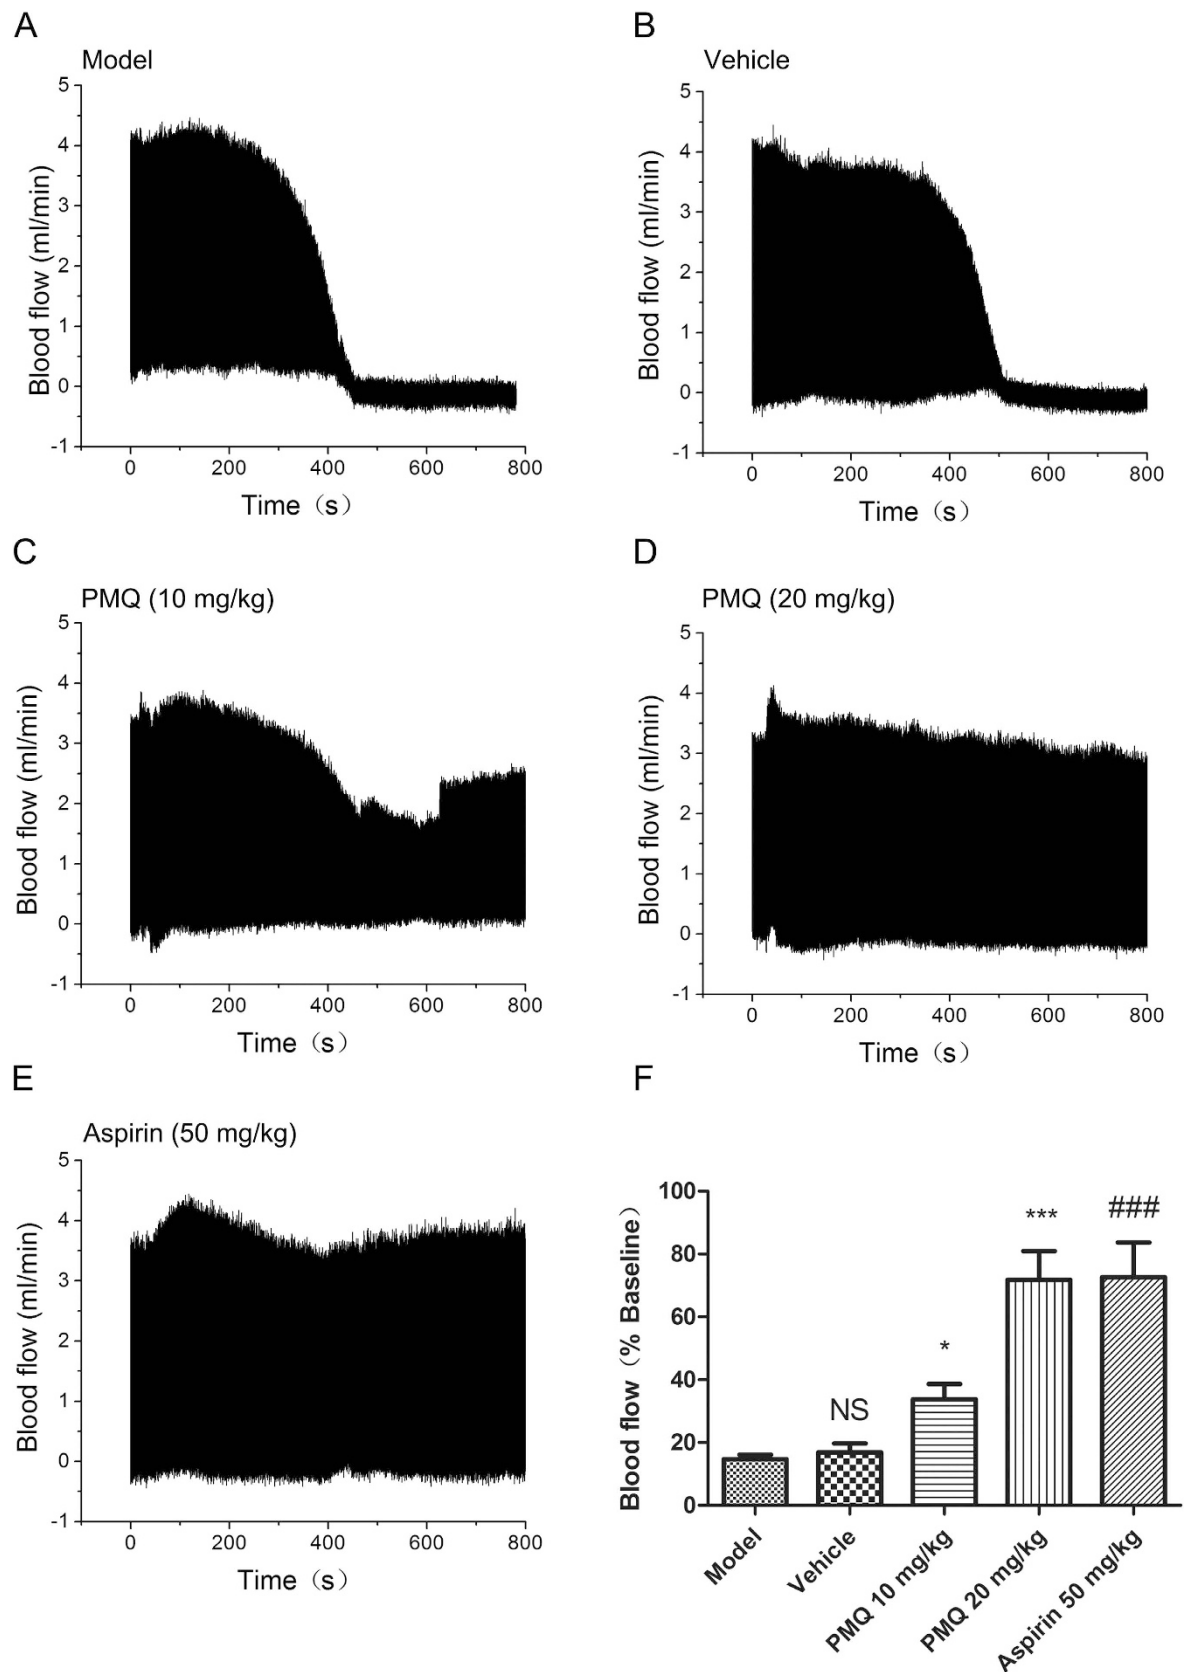 A
Model
Blood flow (ml/min)
5
4
3
2
1
0
-1
0 200 400 600 800
Time（s）
B
Vehicle
Blood flow (ml/min)
5
4
3
2
1
0
-1
0 200 400 600 800
Time（s）
C
PMQ (10 mg/kg)
Blood flow (ml/min)
5
4
3
2
1
0
-1
0 200 400 600 800
Time（s）
D
PMQ (20 mg/kg)
Blood flow (ml/min)
5
4
3
2
1
0
-1
0 200 400 600 800
Time（s）
E
Aspirin (50 mg/kg)
Blood flow (ml/min)
5
4
3
2
1
0
-1
0 200 400 600 800
Time（s）
F
Blood flow（% Baseline）
100
80
60
40
20
0
NS
*
***
###
Model
Vehicle
PMQ 10 mg/kg
PMQ 20 mg/kg
Aspirin 50 mg/kg